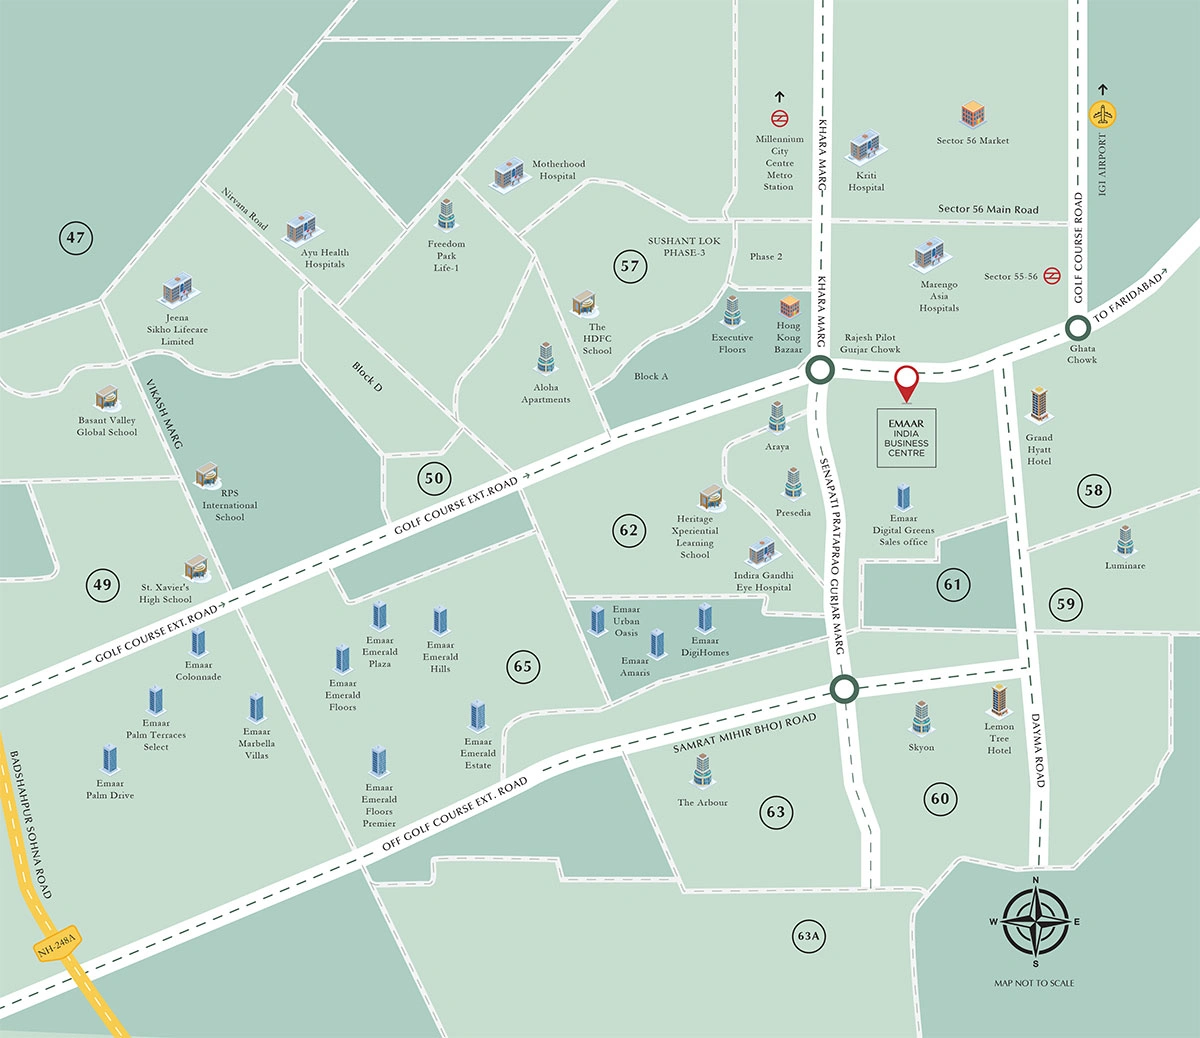 KHARA MARG
IGI AIRPORT
GOLF COURSE ROAD
Sector 56 Market
Millennium
City
Centre
Metro
Station
Kriti
Hospital
Motherhood
Hospital
Sector 56 Main Road
Nirvana Road
47
Ayu Health
Hospitals
Freedom
Park
Life-1
57
SUSHANT LOK
PHASE-3
Phase 2
KHARA MARG
Marengo
Asia
Hospitals
Sector 55-56
TO FARIDABAD
Jeena
Sikho Lifecare
Limited
The
HDFC
School
Executive
Floors
Hong
Kong
Bazaar
Rajesh Pilot
Gurjar Chowk
Ghata
Chowk
Block D
Aloha
Apartments
Block A
VIKASH MARG
Basant Valley
Global School
Araya
EMAAR
INDIA
BUSINESS
CENTRE
Grand
Hyatt
Hotel
50
58
RPS
International
School
GOLF COURSE EXT.ROAD
62
Heritage
Xperiential
Learning
School
Presedia
SENAPATI PRATAPRAO GURJAR MARG
Emaar
Digital Greens
Sales office
Luminare
Indira Gandhi
Eye Hospital
61
59
49
St. Xavier's
High School
GOLF COURSE EXT.ROAD
Emaar
Colonnade
Emaar
Emerald
Plaza
Emaar
Emerald
Hills
Emaar
Emerald
Floors
65
Emaar
Urban
Oasis
Emaar
Amaris
Emaar
DigiHomes
Emaar
Palm Terraces
Select
Emaar
Marbella
Villas
Emaar
Emerald
Estate
Emaar
Palm Drive
Emaar
Emerald
Floors
Premier
SAMRAT MIHIR BHOJ ROAD
Skyon
Lemon
Tree
Hotel
DAYMA ROAD
The Arbour
63
60
OFF GOLF COURSE EXT. ROAD
BADSHAHPUR SOHNA ROAD
NH-248A
63A
N
W
E
S
MAP NOT TO SCALE